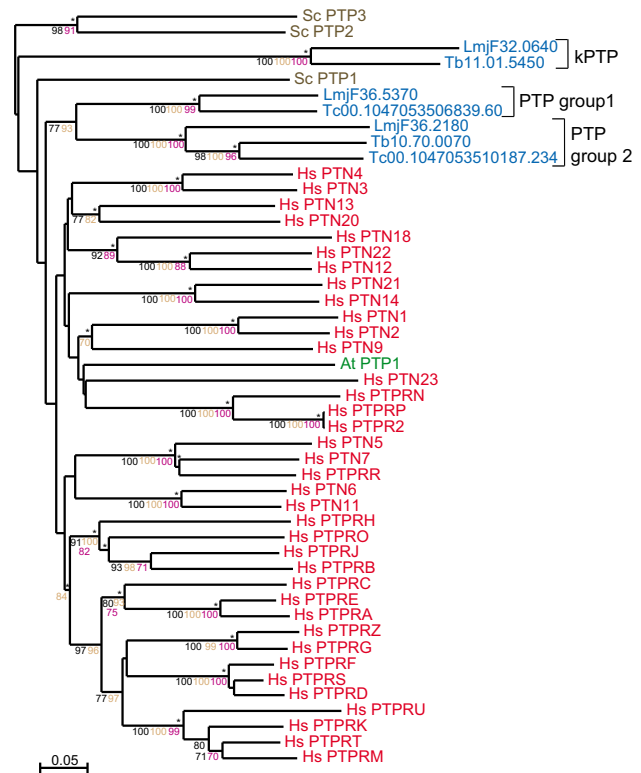 Sc PTP3
98 91 *
Sc PTP2
LmjF32.0640
100 100 100 *
Tb11.01.5450
kPTP
Sc PTP1
LmjF36.5370
77 93
100 100 99 *
Tc00.1047053506839.60
PTP group1
LmjF36.2180
100 100 100 *
Tb10.70.0070
98 100 96 *
Tc00.1047053510187.234
PTP group 2
Hs PTN4
100 100 100 *
Hs PTN3
Hs PTN13
77 82 *
Hs PTN20
Hs PTN18
92 89 *
Hs PTN22
100 100 88 *
Hs PTN12
Hs PTN21
100 100 100 *
Hs PTN14
Hs PTN1
100 100 100 *
Hs PTN2
70 *
Hs PTN9
At PTP1
Hs PTN23
Hs PTPRN
100 100 100 *
Hs PTPRP
100 100 100 *
Hs PTPR2
Hs PTN5
100 100 100 *
Hs PTN7
*
Hs PTPRR
Hs PTN6
100 100 100 *
Hs PTN11
Hs PTPRH
91 100 *
82
Hs PTPRO
*
Hs PTPRJ
93 98 71
Hs PTPRB
84 *
Hs PTPRC
80 93 *
75
Hs PTPRE
100 100 100 *
Hs PTPRA
97 96
Hs PTPRZ
100 99 100 *
Hs PTPRG
Hs PTPRF
100 100 100 *
Hs PTPRS
Hs PTPRD
77 97
Hs PTPRU
100 100 99 *
Hs PTPRK
80
Hs PTPRT
71 70
Hs PTPRM
0.05